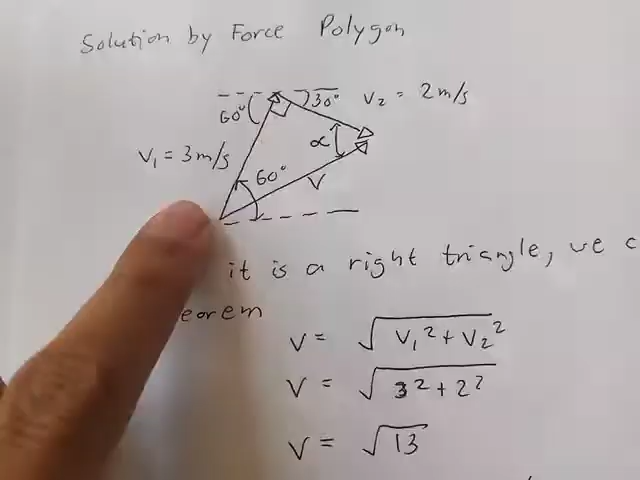 Solution by Force Polygon
60° 30° V₂ = 2m/s
α
V₁ = 3m/s 60° V
it is a right triangle, we
V = √V₁² + V₂²
V = √3² + 2²
V = √13